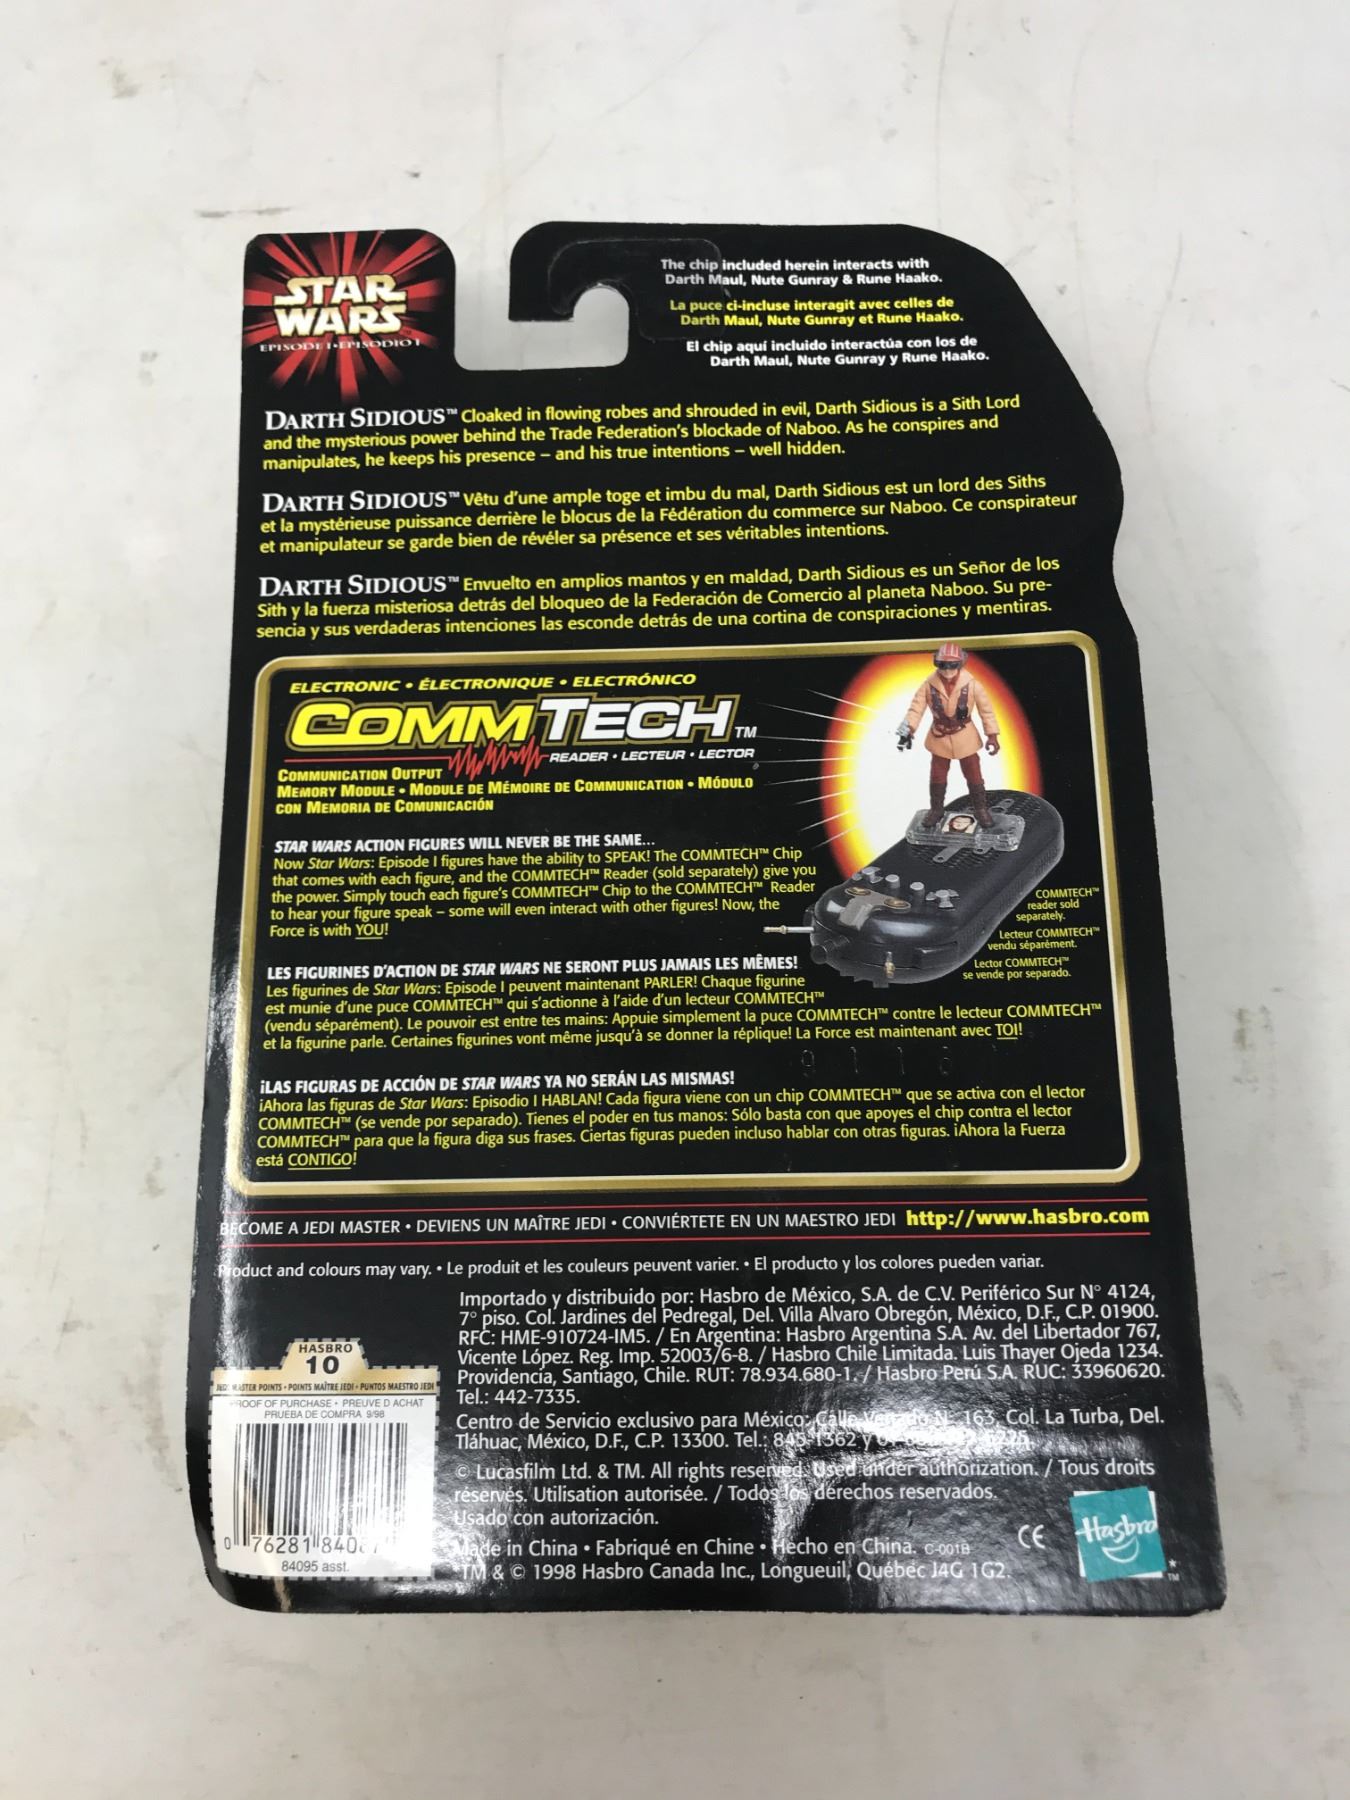 STAR
WARS
EPISODE I • EPISODIO I
The chip included herein interacts with
Darth Maul, Nute Gunray & Rune Haako.
La puce ci-incluse interagit avec celles de
Darth Maul, Nute Gunray et Rune Haako.
El chip aquí incluido interactúa con los de
Darth Maul, Nute Gunray y Rune Haako.
DARTH SIDIOUS™ Cloaked in flowing robes and shrouded in evil, Darth Sidious is a Sith Lord
and the mysterious power behind the Trade Federation's blockade of Naboo. As he conspires and
manipulates, he keeps his presence – and his true intentions – well hidden.
DARTH SIDIOUS™ Vêtu d'une ample toge et imbu du mal, Darth Sidious est un lord des Siths
et la mystérieuse puissance derrière le blocus de la Fédération du commerce sur Naboo. Ce conspirateur
et manipulateur se garde bien de révéler sa présence et ses véritables intentions.
DARTH SIDIOUS™ Envuelto en amplios mantos y en maldad, Darth Sidious es un Señor de los
Sith y la fuerza misteriosa detrás del bloqueo de la Federación de Comercio al planeta Naboo. Su pre-
sencia y sus verdaderas intenciones las esconde detrás de una cortina de conspiraciones y mentiras.
ELECTRONIC • ÉLECTRONIQUE • ELECTRÓNICO
COMMTECH™
READER • LECTEUR • LECTOR
COMMUNICATION OUTPUT
MEMORY MODULE • MODULE DE MÉMOIRE DE COMMUNICATION • MÓDULO
CON MEMORIA DE COMUNICACIÓN
STAR WARS ACTION FIGURES WILL NEVER BE THE SAME...
Now Star Wars: Episode I figures have the ability to SPEAK! The COMMTECH™ Chip
that comes with each figure, and the COMMTECH™ Reader (sold separately) give you
the power. Simply touch each figure's COMMTECH™ Chip to the COMMTECH™ Reader
to hear your figure speak – some will even interact with other figures! Now, the
Force is with YOU!
COMMTECH™
reader sold
separately.
Lecteur COMMTECH™
vendu séparément.
Lector COMMTECH™
se vende por separado.
LES FIGURINES D'ACTION DE STAR WARS NE SERONT PLUS JAMAIS LES MÊMES!
Les figurines de Star Wars: Episode I peuvent maintenant PARLER! Chaque figurine
est munie d'une puce COMMTECH™ qui s'actionne à l'aide d'un lecteur COMMTECH™
(vendu séparément). Le pouvoir est entre tes mains: Appuie simplement la puce COMMTECH™ contre le lecteur COMMTECH™
et la figurine parle. Certaines figurines vont même jusqu'à se donner la réplique! La Force est maintenant avec TOI!
¡LAS FIGURAS DE ACCIÓN DE STAR WARS YA NO SERÁN LAS MISMAS!
¡Ahora las figuras de Star Wars: Episodio I HABLAN! Cada figura viene con un chip COMMTECH™ que se activa con el lector
COMMTECH™ (se vende por separado). Tienes el poder en tus manos: Sólo basta con que apoyes el chip contra el lector
COMMTECH™ para que la figura diga sus frases. Ciertas figuras pueden incluso hablar con otras figuras. ¡Ahora la Fuerza
está CONTIGO!
BECOME A JEDI MASTER • DEVIENS UN MAÎTRE JEDI • CONVIÉRTETE EN UN MAESTRO JEDI http://www.hasbro.com
Product and colours may vary. • Le produit et les couleurs peuvent varier. • El producto y los colores pueden variar.
Importado y distribuido por: Hasbro de México, S.A. de C.V. Periférico Sur N° 4124,
7° piso. Col. Jardines del Pedregal, Del. Villa Alvaro Obregón, México, D.F., C.P. 01900.
RFC: HME-910724-IM5. / En Argentina: Hasbro Argentina S.A. Av. del Libertador 767,
Vicente López. Reg. Imp. 52003/6-8. / Hasbro Chile Limitada. Luis Thayer Ojeda 1234.
Providencia, Santiago, Chile. RUT: 78.934.680-1. / Hasbro Perú S.A. RUC: 33960620.
Tel.: 442-7335.
Centro de Servicio exclusivo para México: Calle Venado N° 163, Col. La Turba, Del.
Tláhuac, México, D.F., C.P. 13300. Tel.: 845-1362 y
© Lucasfilm Ltd. & TM. All rights reserved. Used under authorization. / Tous droits
réservés. Utilisation autorisée. / Todos los derechos reservados.
Usado con autorización.
Made in China • Fabriqué en Chine • Hecho en China. C-001B
TM & © 1998 Hasbro Canada Inc., Longueuil, Québec J4G 1G2.
CE
Hasbro
*
TM
HASBRO
10
JEDI MASTER POINTS • POINTS MAÎTRE JEDI • PUNTOS MAESTRO JEDI
PROOF OF PURCHASE • PREUVE D'ACHAT
PRUEBA DE COMPRA 9/98
0 76281 840
84095 asst.